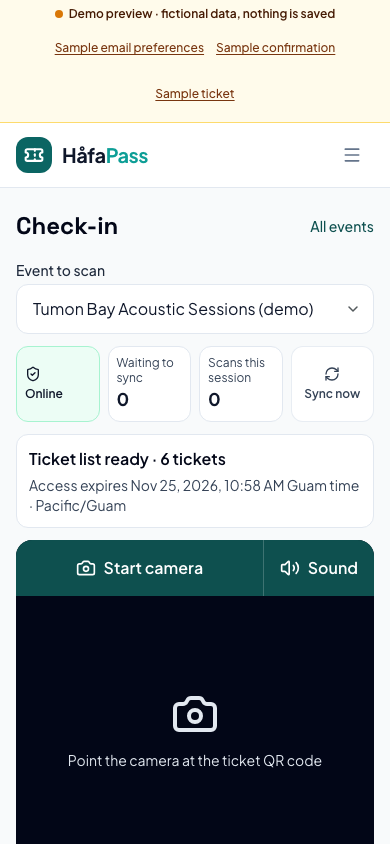 Demo preview · fictional data, nothing is saved
Sample email preferences Sample confirmation
Sample ticket
HåfaPass
Check-in
All events
Event to scan
Tumon Bay Acoustic Sessions (demo)
Online
Waiting to
sync
0
Scans this
session
0
Sync now
Ticket list ready · 6 tickets
Access expires Nov 25, 2026, 10:58 AM Guam time
· Pacific/Guam
Start camera
Sound
Point the camera at the ticket QR code